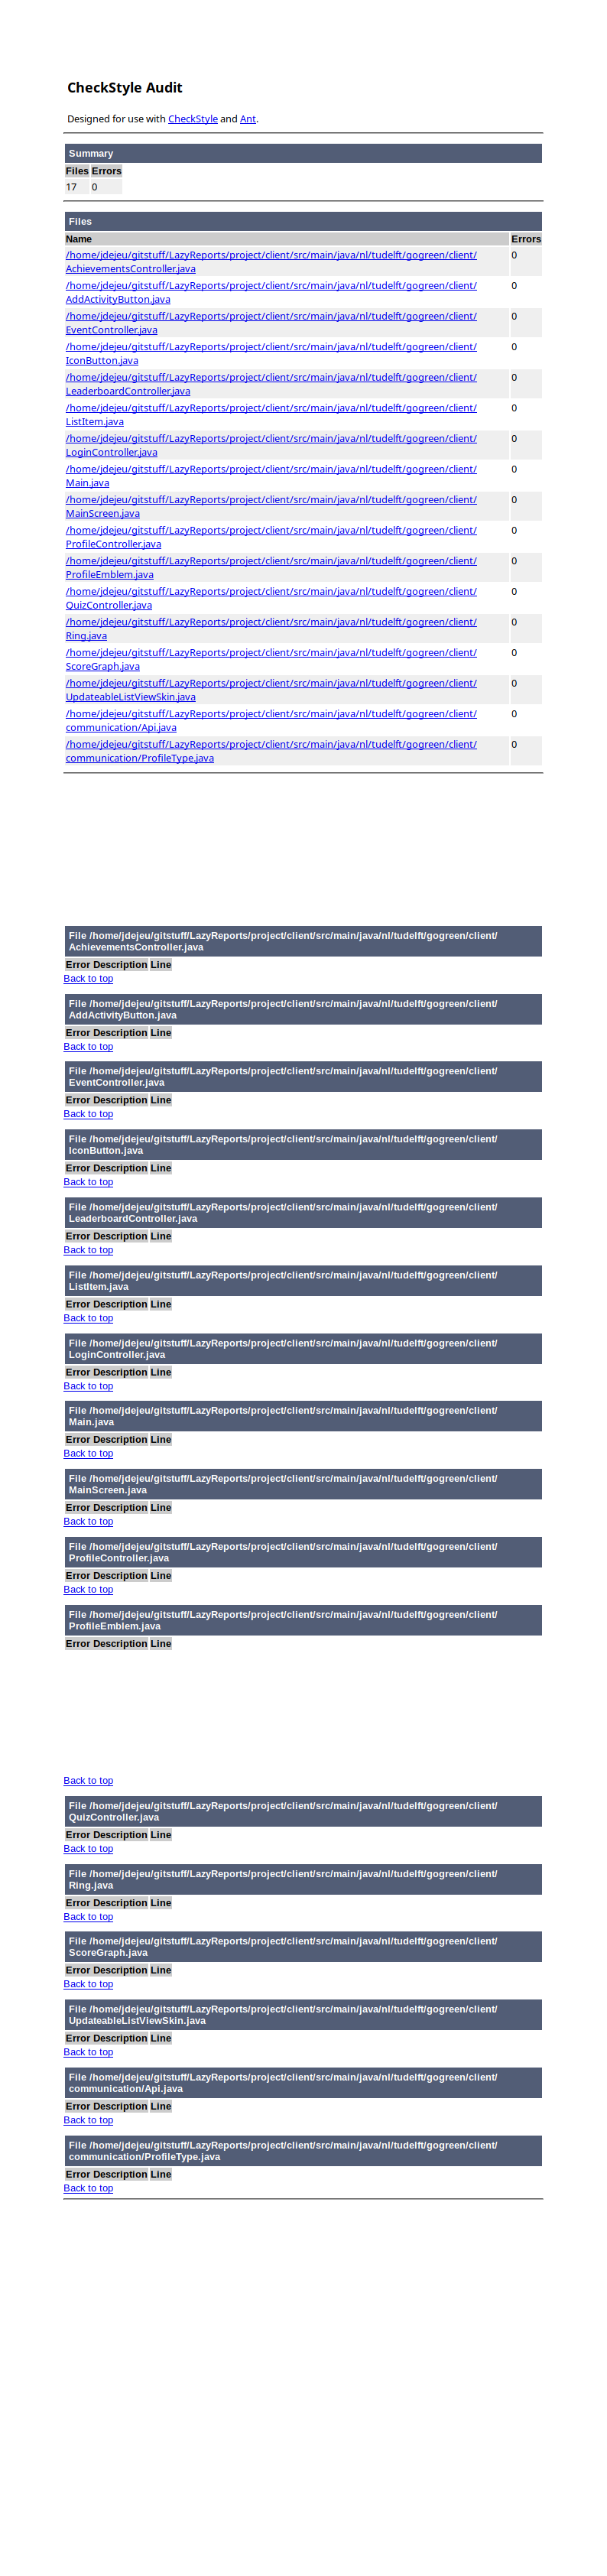 CheckStyle Audit
Designed for use with CheckStyle and Ant.
Summary
Files Errors
17 0
Files
Name Errors
/home/jdejeu/gitstuff/LazyReports/project/client/src/main/java/nl/tudelft/gogreen/client/ 0
AchievementsController.java
/home/jdejeu/gitstuff/LazyReports/project/client/src/main/java/nl/tudelft/gogreen/client/ 0
AddActivityButton.java
/home/jdejeu/gitstuff/LazyReports/project/client/src/main/java/nl/tudelft/gogreen/client/ 0
EventController.java
/home/jdejeu/gitstuff/LazyReports/project/client/src/main/java/nl/tudelft/gogreen/client/ 0
IconButton.java
/home/jdejeu/gitstuff/LazyReports/project/client/src/main/java/nl/tudelft/gogreen/client/ 0
LeaderboardController.java
/home/jdejeu/gitstuff/LazyReports/project/client/src/main/java/nl/tudelft/gogreen/client/ 0
ListItem.java
/home/jdejeu/gitstuff/LazyReports/project/client/src/main/java/nl/tudelft/gogreen/client/ 0
LoginController.java
/home/jdejeu/gitstuff/LazyReports/project/client/src/main/java/nl/tudelft/gogreen/client/ 0
Main.java
/home/jdejeu/gitstuff/LazyReports/project/client/src/main/java/nl/tudelft/gogreen/client/ 0
MainScreen.java
/home/jdejeu/gitstuff/LazyReports/project/client/src/main/java/nl/tudelft/gogreen/client/ 0
ProfileController.java
/home/jdejeu/gitstuff/LazyReports/project/client/src/main/java/nl/tudelft/gogreen/client/ 0
ProfileEmblem.java
/home/jdejeu/gitstuff/LazyReports/project/client/src/main/java/nl/tudelft/gogreen/client/ 0
QuizController.java
/home/jdejeu/gitstuff/LazyReports/project/client/src/main/java/nl/tudelft/gogreen/client/ 0
Ring.java
/home/jdejeu/gitstuff/LazyReports/project/client/src/main/java/nl/tudelft/gogreen/client/ 0
ScoreGraph.java
/home/jdejeu/gitstuff/LazyReports/project/client/src/main/java/nl/tudelft/gogreen/client/ 0
UpdateableListViewSkin.java
/home/jdejeu/gitstuff/LazyReports/project/client/src/main/java/nl/tudelft/gogreen/client/ 0
communication/Api.java
/home/jdejeu/gitstuff/LazyReports/project/client/src/main/java/nl/tudelft/gogreen/client/ 0
communication/ProfileType.java
File /home/jdejeu/gitstuff/LazyReports/project/client/src/main/java/nl/tudelft/gogreen/client/
AchievementsController.java
Error Description Line
Back to top
File /home/jdejeu/gitstuff/LazyReports/project/client/src/main/java/nl/tudelft/gogreen/client/
AddActivityButton.java
Error Description Line
Back to top
File /home/jdejeu/gitstuff/LazyReports/project/client/src/main/java/nl/tudelft/gogreen/client/
EventController.java
Error Description Line
Back to top
File /home/jdejeu/gitstuff/LazyReports/project/client/src/main/java/nl/tudelft/gogreen/client/
IconButton.java
Error Description Line
Back to top
File /home/jdejeu/gitstuff/LazyReports/project/client/src/main/java/nl/tudelft/gogreen/client/
LeaderboardController.java
Error Description Line
Back to top
File /home/jdejeu/gitstuff/LazyReports/project/client/src/main/java/nl/tudelft/gogreen/client/
ListItem.java
Error Description Line
Back to top
File /home/jdejeu/gitstuff/LazyReports/project/client/src/main/java/nl/tudelft/gogreen/client/
LoginController.java
Error Description Line
Back to top
File /home/jdejeu/gitstuff/LazyReports/project/client/src/main/java/nl/tudelft/gogreen/client/
Main.java
Error Description Line
Back to top
File /home/jdejeu/gitstuff/LazyReports/project/client/src/main/java/nl/tudelft/gogreen/client/
MainScreen.java
Error Description Line
Back to top
File /home/jdejeu/gitstuff/LazyReports/project/client/src/main/java/nl/tudelft/gogreen/client/
ProfileController.java
Error Description Line
Back to top
File /home/jdejeu/gitstuff/LazyReports/project/client/src/main/java/nl/tudelft/gogreen/client/
ProfileEmblem.java
Error Description Line
Back to top
File /home/jdejeu/gitstuff/LazyReports/project/client/src/main/java/nl/tudelft/gogreen/client/
QuizController.java
Error Description Line
Back to top
File /home/jdejeu/gitstuff/LazyReports/project/client/src/main/java/nl/tudelft/gogreen/client/
Ring.java
Error Description Line
Back to top
File /home/jdejeu/gitstuff/LazyReports/project/client/src/main/java/nl/tudelft/gogreen/client/
ScoreGraph.java
Error Description Line
Back to top
File /home/jdejeu/gitstuff/LazyReports/project/client/src/main/java/nl/tudelft/gogreen/client/
UpdateableListViewSkin.java
Error Description Line
Back to top
File /home/jdejeu/gitstuff/LazyReports/project/client/src/main/java/nl/tudelft/gogreen/client/
communication/Api.java
Error Description Line
Back to top
File /home/jdejeu/gitstuff/LazyReports/project/client/src/main/java/nl/tudelft/gogreen/client/
communication/ProfileType.java
Error Description Line
Back to top